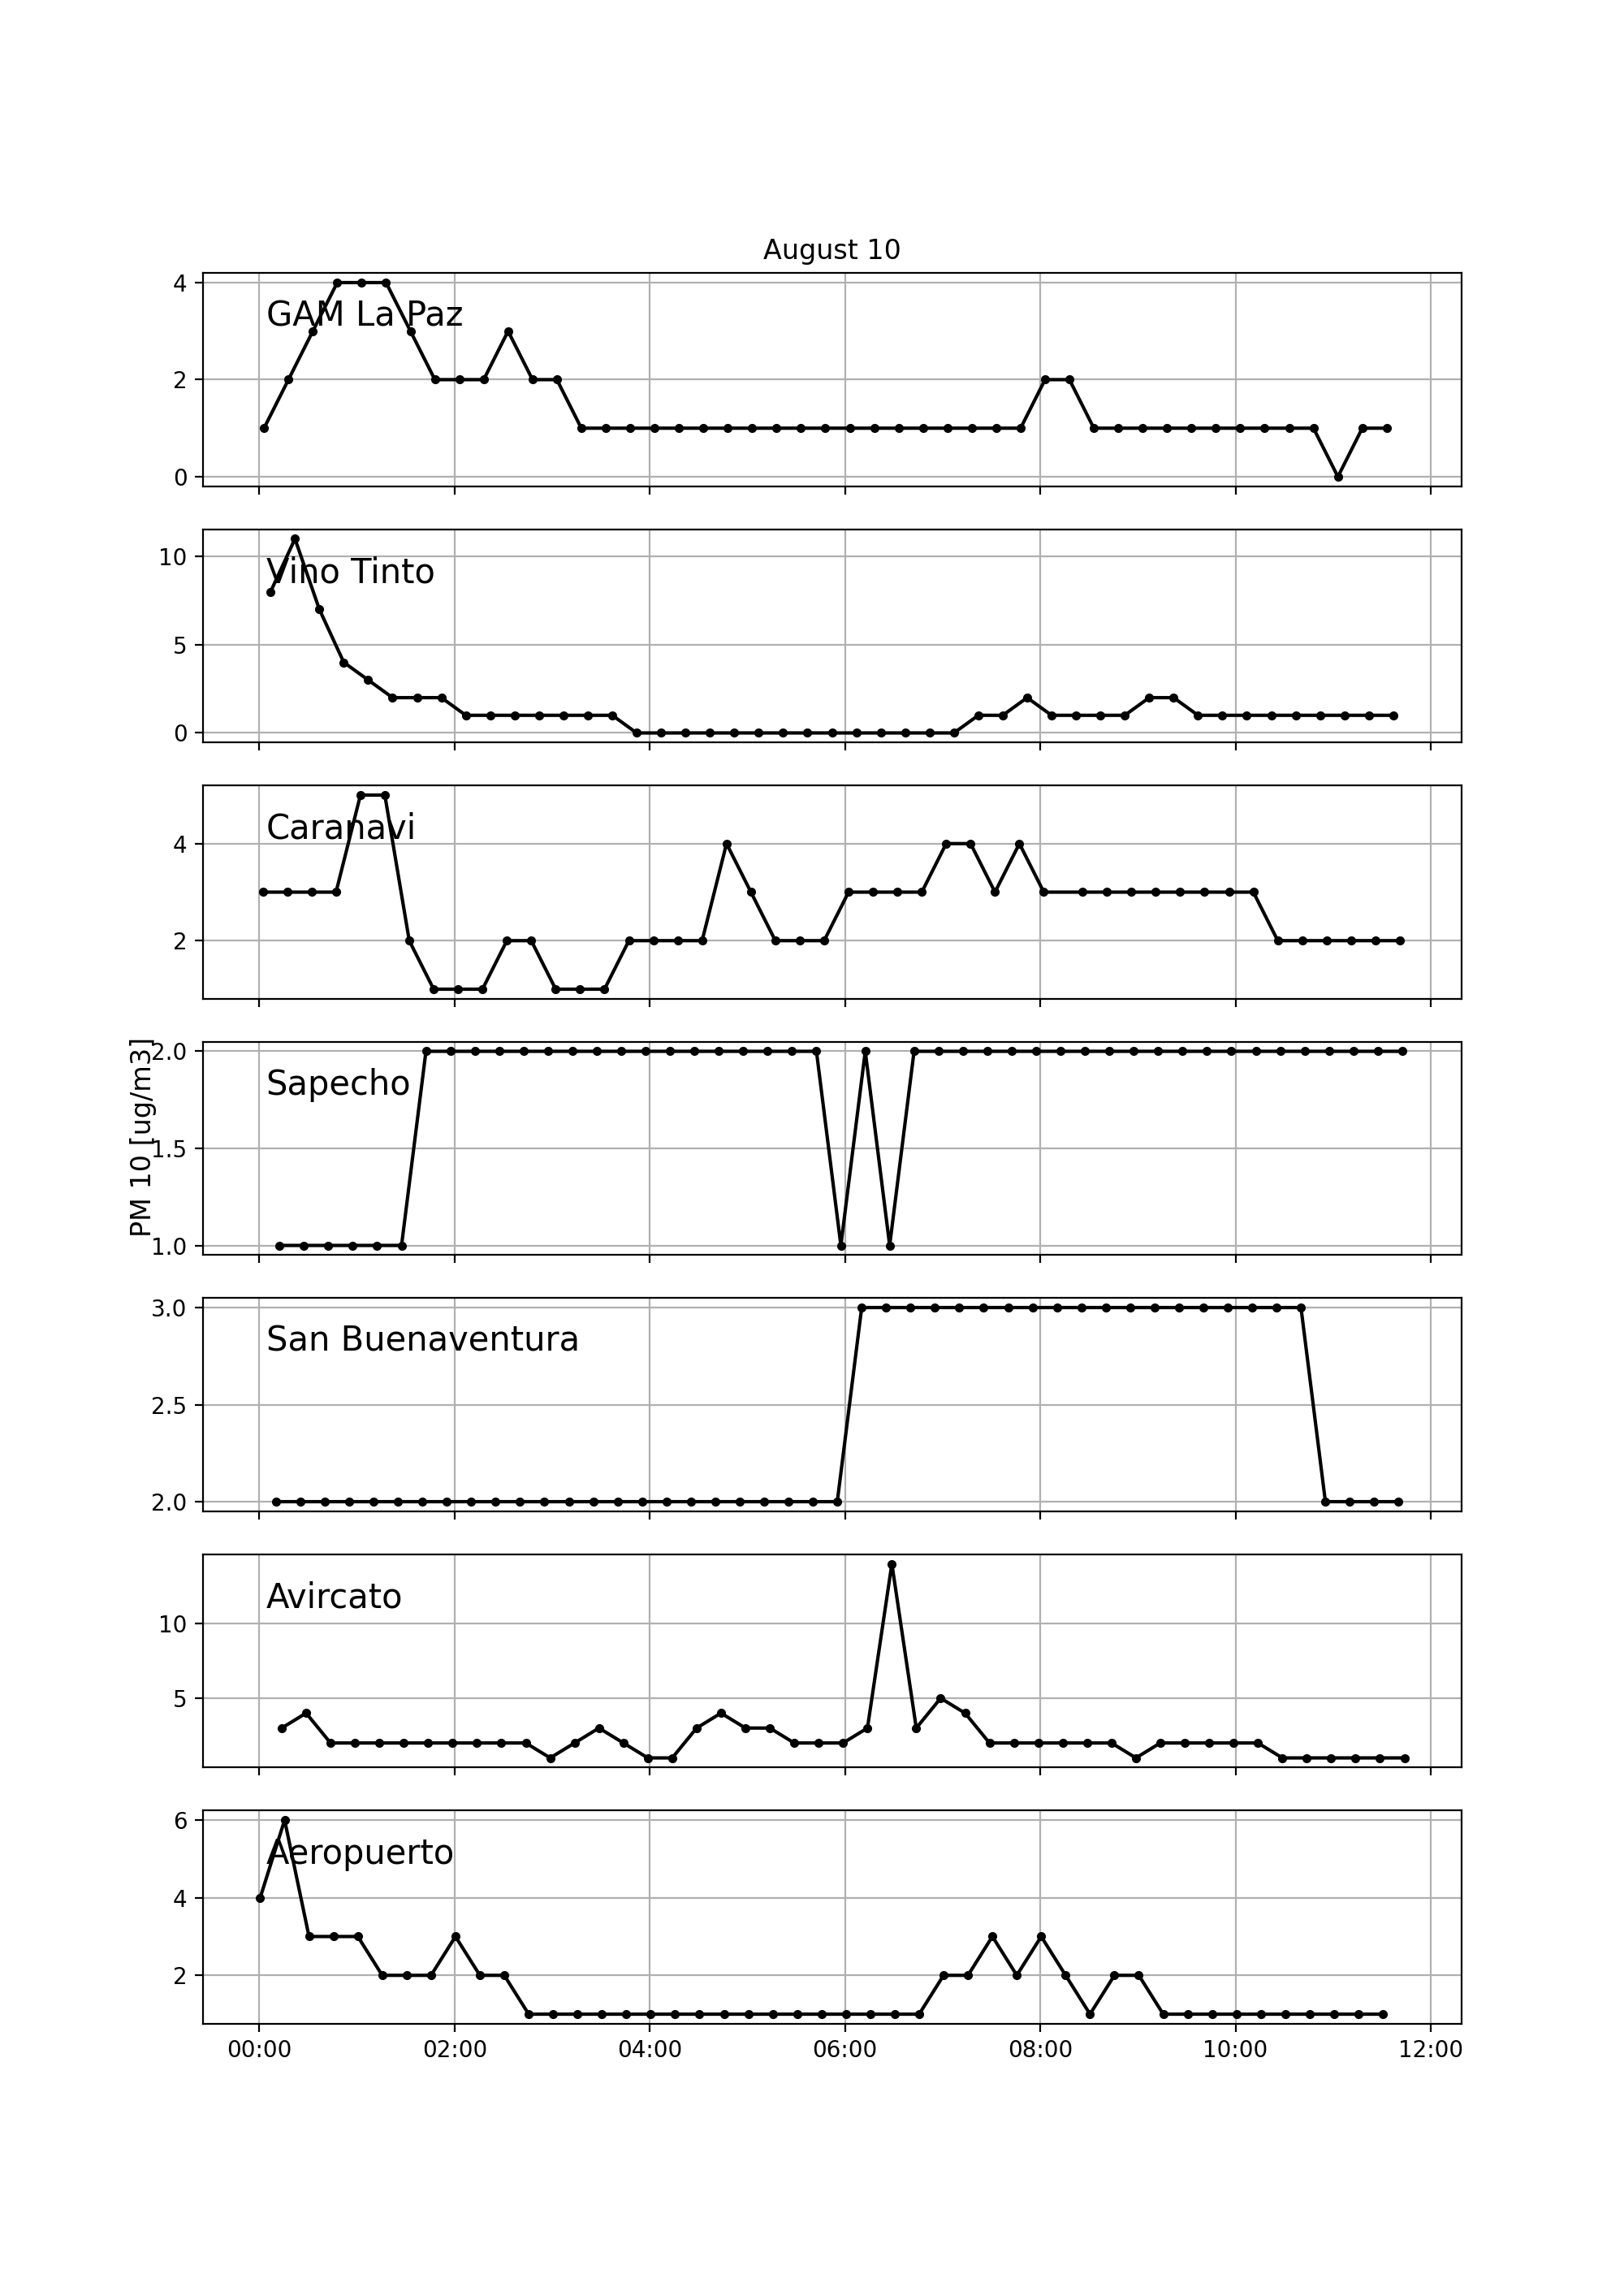 August 10
4
GAM La Paz
2
0
10
Vino Tinto
5
0
Caranavi
4
2
PM 10 [ug/m3]
2.0
Sapecho
1.5
1.0
3.0
San Buenaventura
2.5
2.0
Avircato
10
5
6
Aeropuerto
4
2
00:00 02:00 04:00 06:00 08:00 10:00 12:00